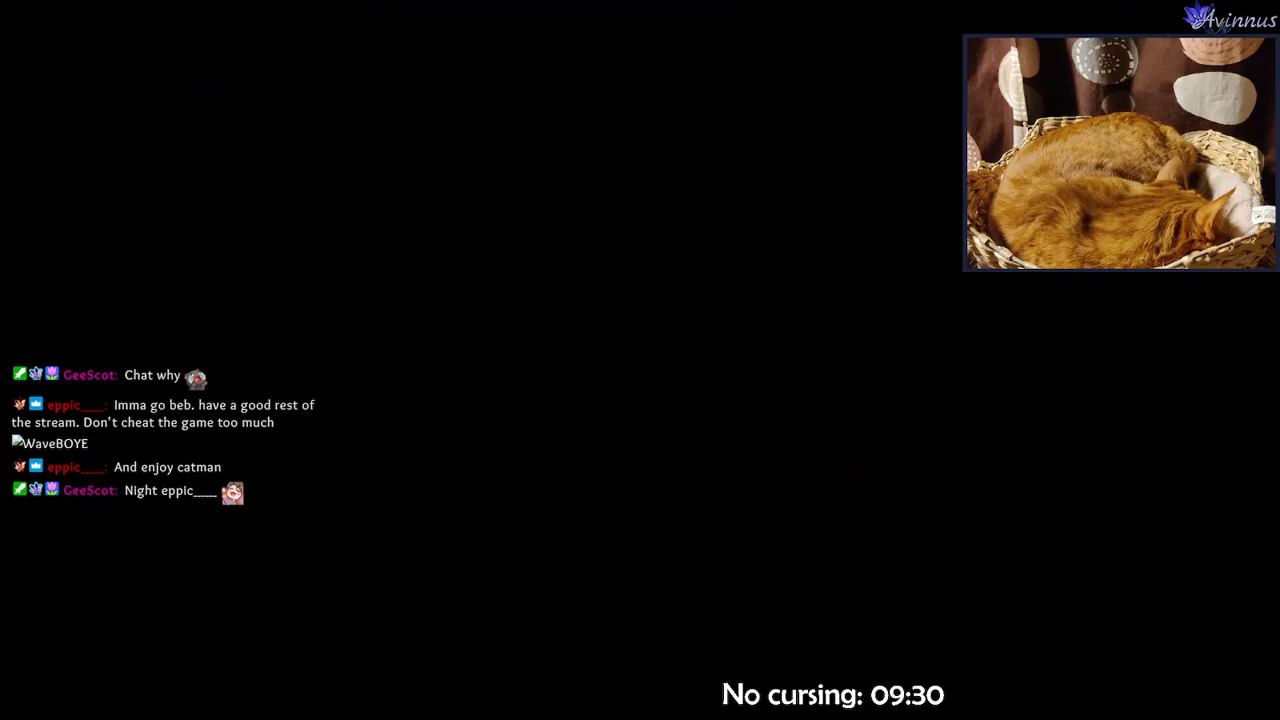 Avinnus
GeeScot: Chat why
eppic____: Imma go beb. have a good rest of
the stream. Don't cheat the game too much
WaveBOYE
eppic____: And enjoy catman
GeeScot: Night eppic____
No cursing: 09:30